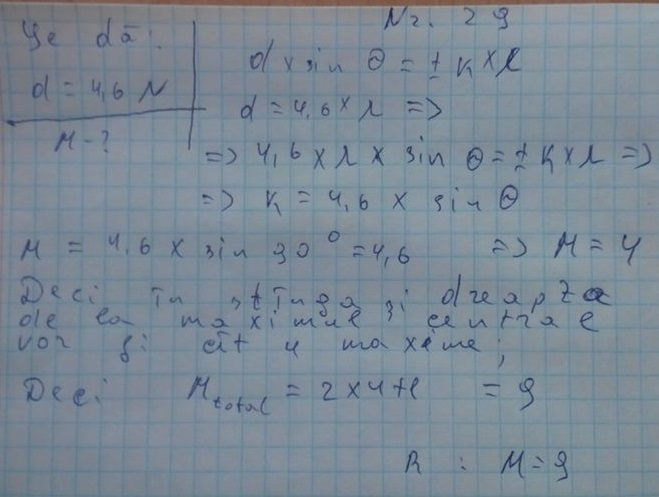 Nr. 29
Se dă:
d = 4,6 λ
M - ?
d × sin θ = ± k × λ
d = 4,6 × λ =>
=> 4,6 × λ × sin θ = ± k × λ =>
=> k = 4,6 × sin θ
M = 4,6 × sin 90° = 4,6 => M = 4
Deci în stînga și dreapta
de la maximul central
vor fi cît 4 maxime;
Deci M total = 2 × 4 + 1 = 9
R : M = 9